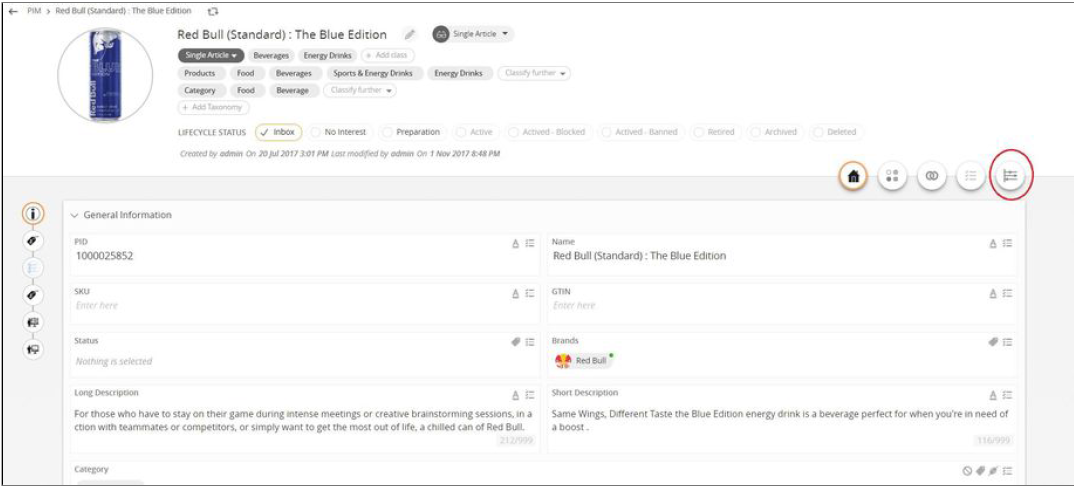 PIM > Red Bull (Standard) : The Blue Edition
Red Bull (Standard) : The Blue Edition
Single Article
Single Article Beverages Energy Drinks + Add class
Products Food Beverages Sports & Energy Drinks Energy Drinks Classify further
Category Food Beverage Classify further
+ Add Taxonomy
LIFECYCLE STATUS Inbox No Interest Preparation Active Actived - Blocked Actived - Banned Retired Archived Deleted
Created by admin On 20 Jul 2017 3:01 PM Last modified by admin On 1 Nov 2017 8:48 PM
Red Bull
General Information
PID
1000025852
Name
Red Bull (Standard) : The Blue Edition
SKU
Enter here
GTIN
Enter here
Status
Nothing is selected
Brands
Red Bull
Long Description
For those who have to stay on their game during intense meetings or creative brainstorming sessions, in a
ction with teammates or competitors, or simply want to get the most out of life, a chilled can of Red Bull.
212/999
Short Description
Same Wings, Different Taste the Blue Edition energy drink is a beverage perfect for when you're in need of
a boost .
116/999
Category